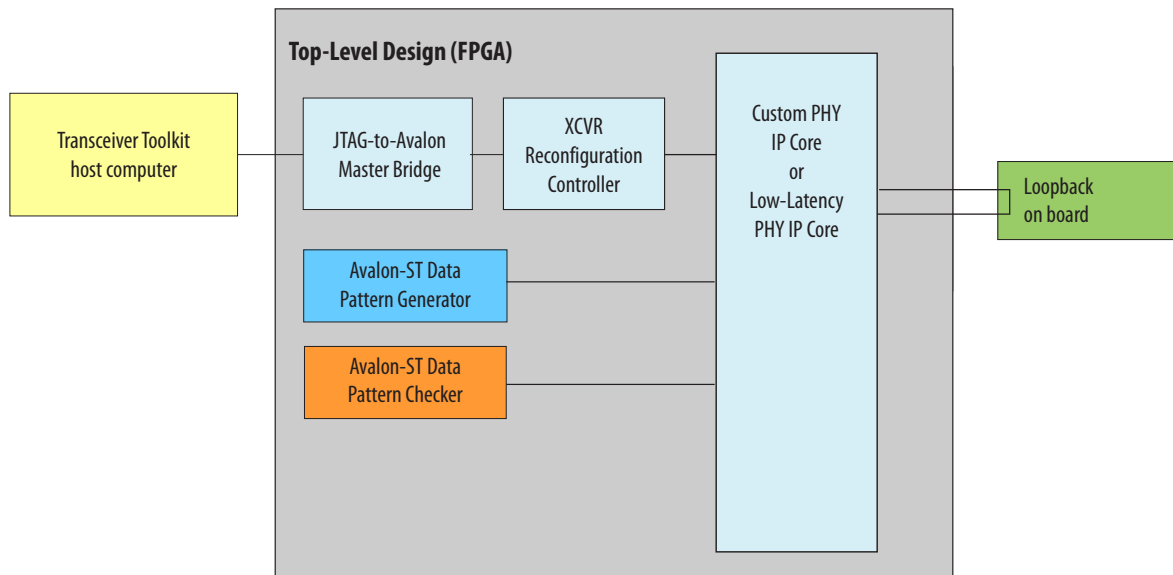 Top-Level Design (FPGA)
Transceiver Toolkit
host computer
JTAG-to-Avalon
Master Bridge
XCVR
Reconfiguration
Controller
Custom PHY
IP Core
or
Low-Latency
PHY IP Core
Loopback
on board
Avalon-ST Data
Pattern Generator
Avalon-ST Data
Pattern Checker